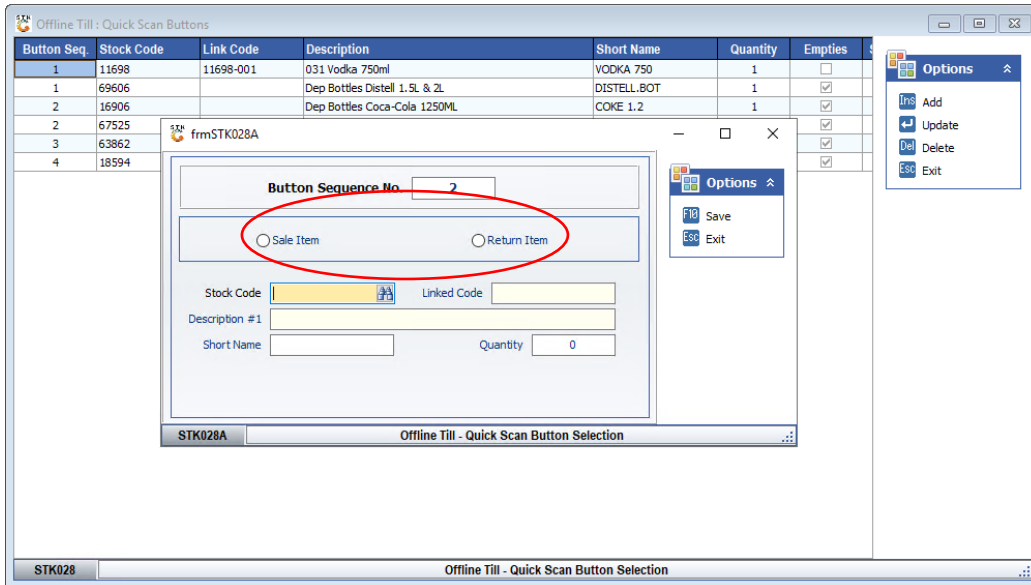 Offline Till : Quick Scan Buttons
Button Seq. Stock Code Link Code Description Short Name Quantity Empties
1 11698 11698-001 031 Vodka 750ml VODKA 750 1
1 69606 Dep Bottles Distell 1.5L & 2L DISTELL.BOT 1
2 16906 Dep Bottles Coca-Cola 1250ML COKE 1.2 1
2 67525
3 63862
4 18594
Options
Ins Add
Update
Del Delete
Esc Exit
frmSTK028A
Button Sequence No. 2
Sale Item Return Item
Stock Code Linked Code
Description #1
Short Name Quantity 0
Options
F10 Save
Esc Exit
STK028A Offline Till - Quick Scan Button Selection
STK028 Offline Till - Quick Scan Button Selection